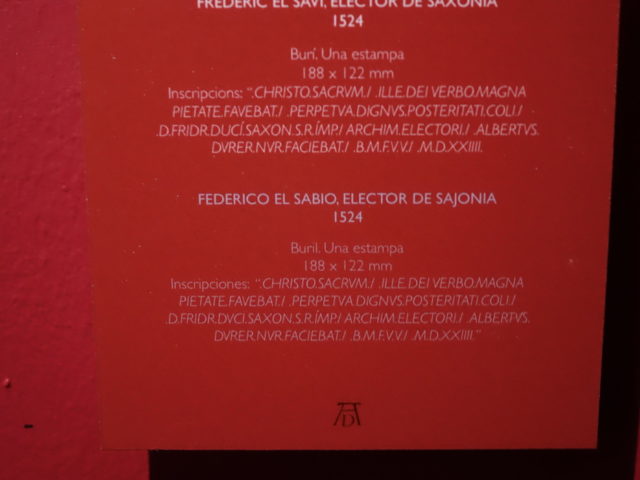 FREDERIC EL SAVI, ELECTOR DE SAXONIA
1524
Burí. Una estampa
188 x 122 mm
Inscripcions: ".CHRISTO.SACRVM./ .ILLE.DEI VERBO.MAGNA
PIETATE.FAVEBAT./ .PERPETVA.DIGNVS.POSTERITATI.COLI./
.D.FRIDR.DUCÍ.SAXON.S.R.ÍMP./ ARCHIM.ELECTORI./ .ALBERTVS.
DVRER.NVR.FACIEBAT./ .B.M.F.V.V./ .M.D.XXIIII.
FEDERICO EL SABIO, ELECTOR DE SAJONIA
1524
Buril. Una estampa
188 x 122 mm
Inscripciones: ".CHRISTO.SACRVM./ .ILLE.DEI VERBO.MAGNA
PIETATE.FAVEBAT./ .PERPETVA.DIGNVS.POSTERITATI.COLI./
.D.FRIDR.DVCI.SAXON.S.R.ÍMP./ ARCHIM.ELECTORI./ .ALBERTVS.
DVRER.NVR.FACIEBAT./ .B.M.F.V.V./ .M.D.XXIIII."
AD